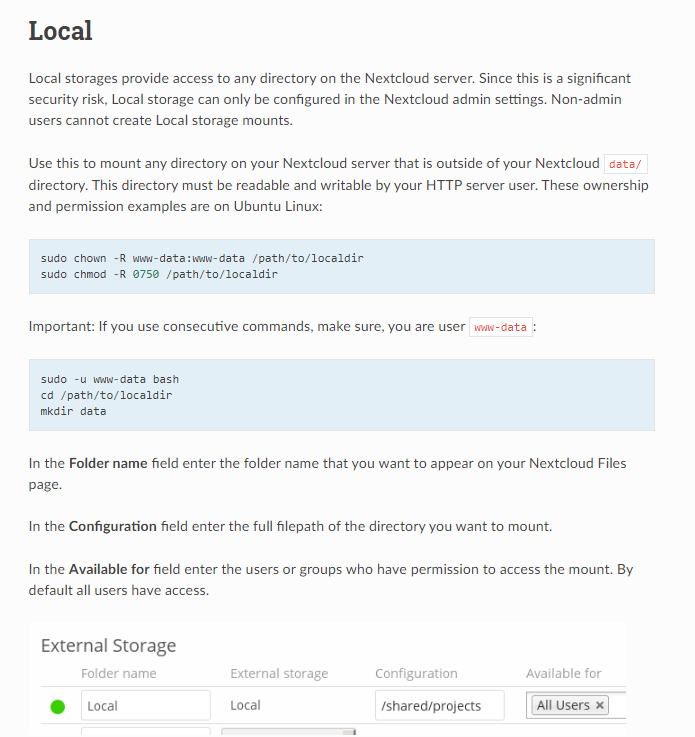 Local
Local storages provide access to any directory on the Nextcloud server. Since this is a significant
security risk, Local storage can only be configured in the Nextcloud admin settings. Non-admin
users cannot create Local storage mounts.
Use this to mount any directory on your Nextcloud server that is outside of your Nextcloud data/
directory. This directory must be readable and writable by your HTTP server user. These ownership
and permission examples are on Ubuntu Linux:
sudo chown -R www-data:www-data /path/to/localdir
sudo chmod -R 0750 /path/to/localdir
Important: If you use consecutive commands, make sure, you are user www-data :
sudo -u www-data bash
cd /path/to/localdir
mkdir data
In the Folder name field enter the folder name that you want to appear on your Nextcloud Files
page.
In the Configuration field enter the full filepath of the directory you want to mount.
In the Available for field enter the users or groups who have permission to access the mount. By
default all users have access.
External Storage
Folder name External storage Configuration Available for
Local Local /shared/projects All Users ×